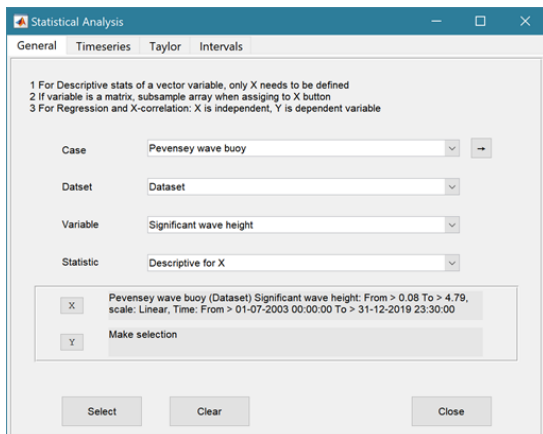 Statistical Analysis
General Timeseries Taylor Intervals
1 For Descriptive stats of a vector variable, only X needs to be defined
2 If variable is a matrix, subsample array when assiging to X button
3 For Regression and X-correlation: X is independent, Y is dependent variable
Case Pevensey wave buoy →
Datset Dataset
Variable Significant wave height
Statistic Descriptive for X
X Pevensey wave buoy (Dataset) Significant wave height: From > 0.08 To > 4.79,
scale: Linear, Time: From > 01-07-2003 00:00:00 To > 31-12-2019 23:30:00
Y Make selection
Select Clear Close